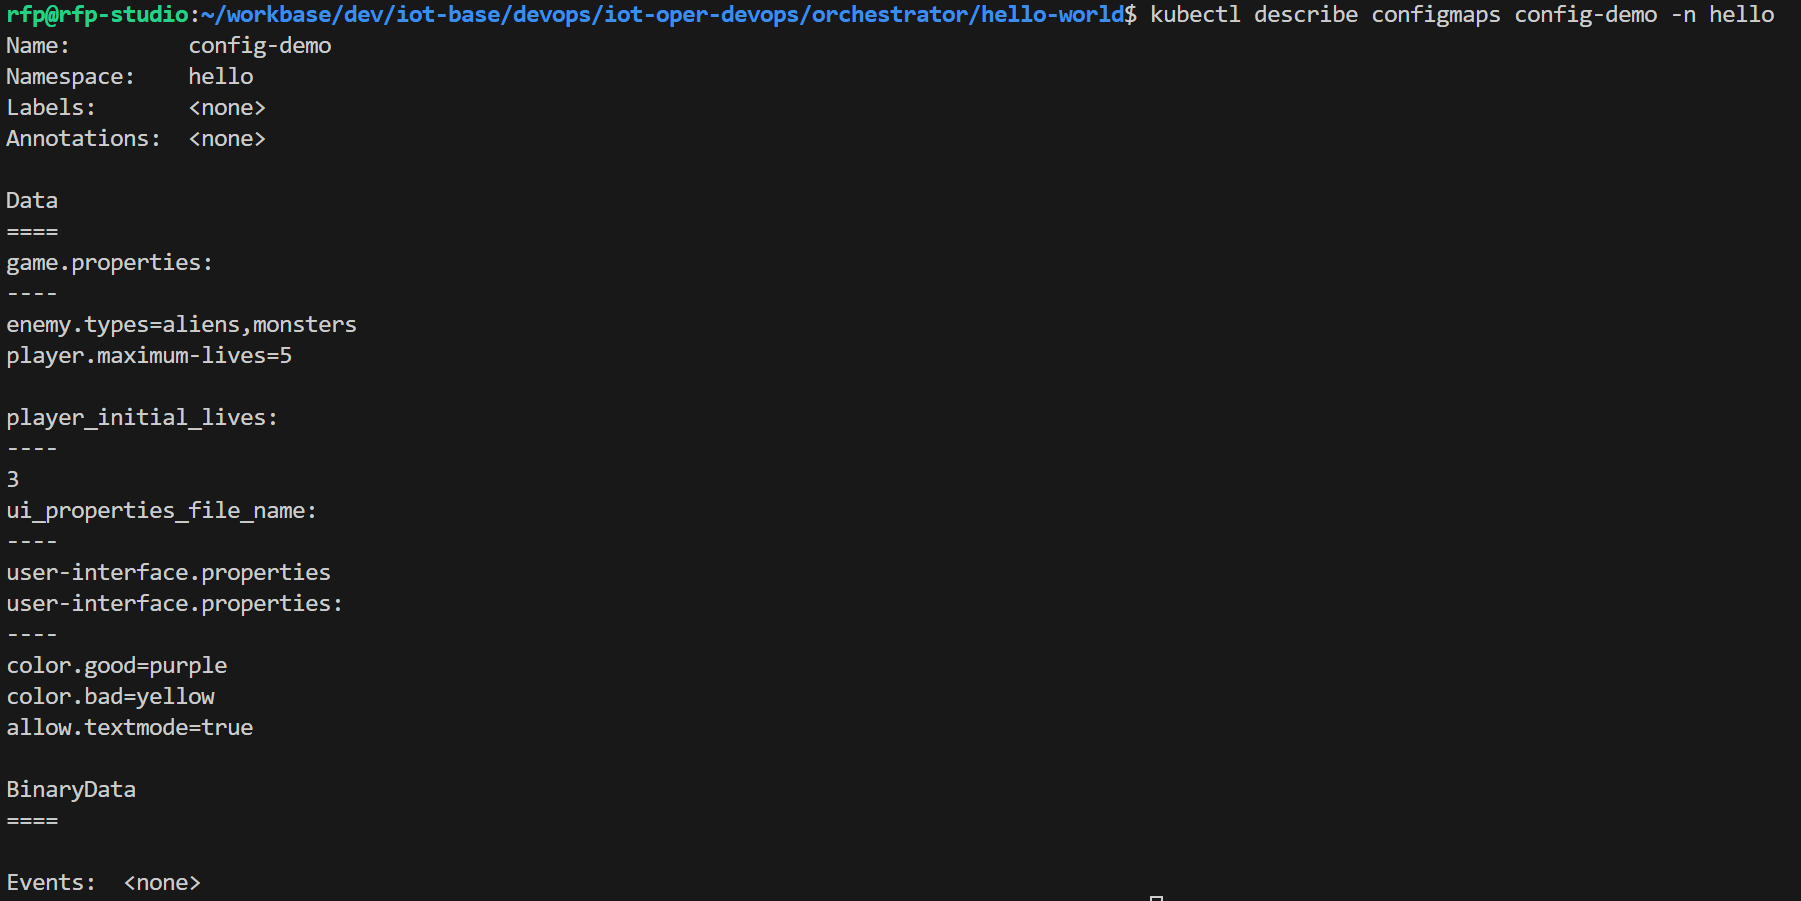 rfp@rfp-studio:~/workbase/dev/iot-base/devops/iot-oper-devops/orchestrator/hello-world$ kubectl describe configmaps config-demo -n hello
Name:         config-demo
Namespace:    hello
Labels:       <none>
Annotations:  <none>

Data
====
game.properties:
----
enemy.types=aliens,monsters
player.maximum-lives=5

player_initial_lives:
----
3
ui_properties_file_name:
----
user-interface.properties
user-interface.properties:
----
color.good=purple
color.bad=yellow
allow.textmode=true

BinaryData
====

Events:  <none>